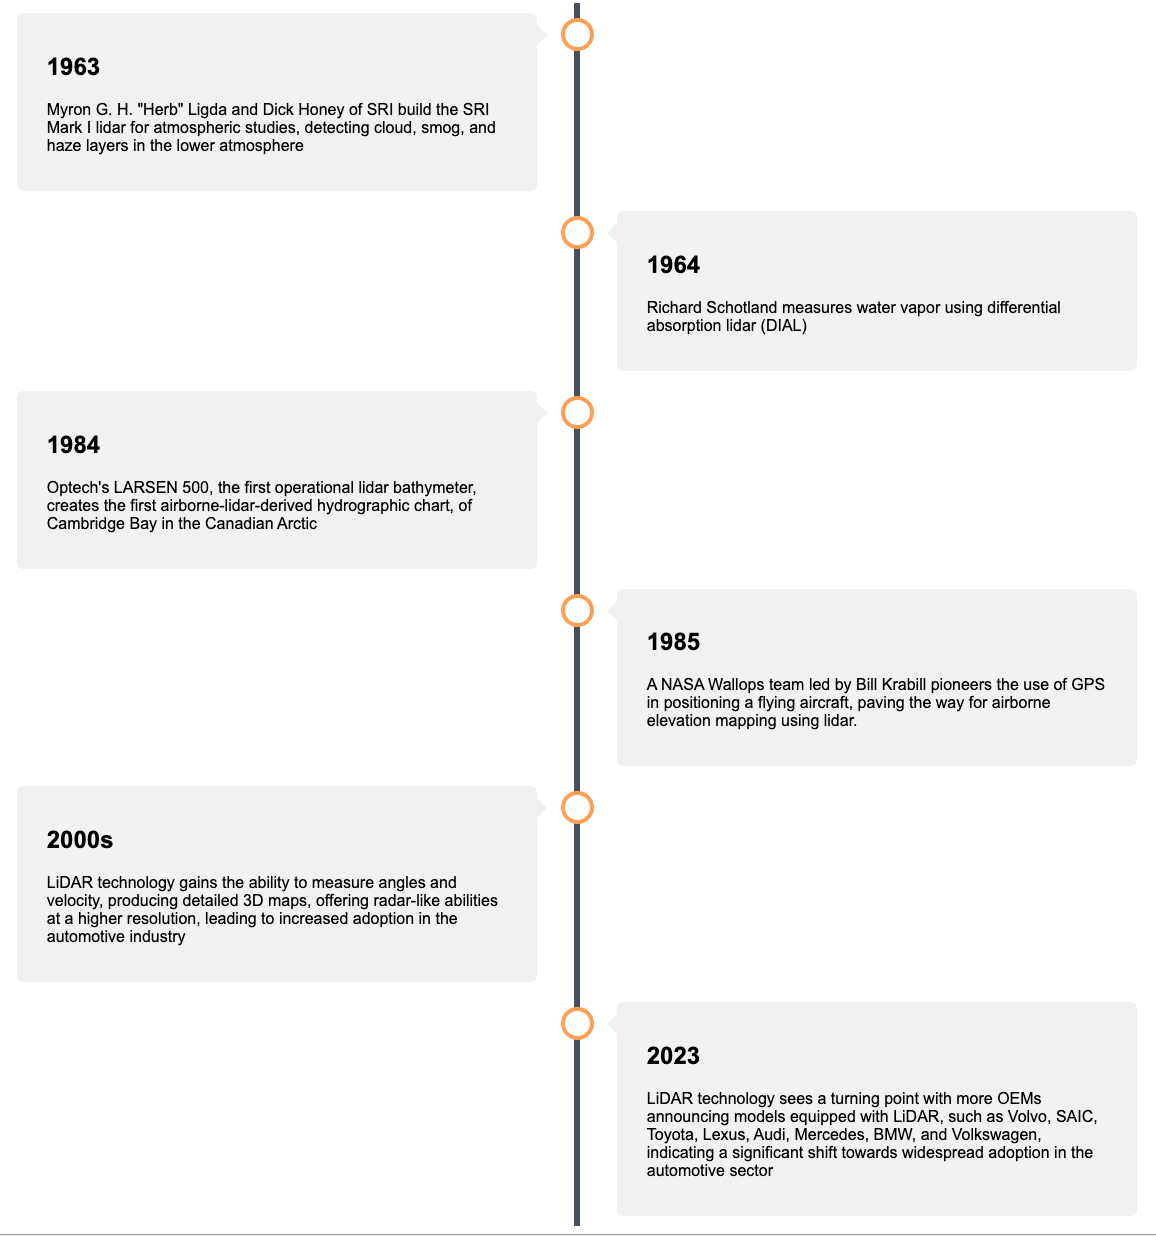 1963
Myron G. H. "Herb" Ligda and Dick Honey of SRI build the SRI
Mark I lidar for atmospheric studies, detecting cloud, smog, and
haze layers in the lower atmosphere
1964
Richard Schotland measures water vapor using differential
absorption lidar (DIAL)
1984
Optech's LARSEN 500, the first operational lidar bathymeter,
creates the first airborne-lidar-derived hydrographic chart, of
Cambridge Bay in the Canadian Arctic
1985
A NASA Wallops team led by Bill Krabill pioneers the use of GPS
in positioning a flying aircraft, paving the way for airborne
elevation mapping using lidar.
2000s
LiDAR technology gains the ability to measure angles and
velocity, producing detailed 3D maps, offering radar-like abilities
at a higher resolution, leading to increased adoption in the
automotive industry
2023
LiDAR technology sees a turning point with more OEMs
announcing models equipped with LiDAR, such as Volvo, SAIC,
Toyota, Lexus, Audi, Mercedes, BMW, and Volkswagen,
indicating a significant shift towards widespread adoption in the
automotive sector